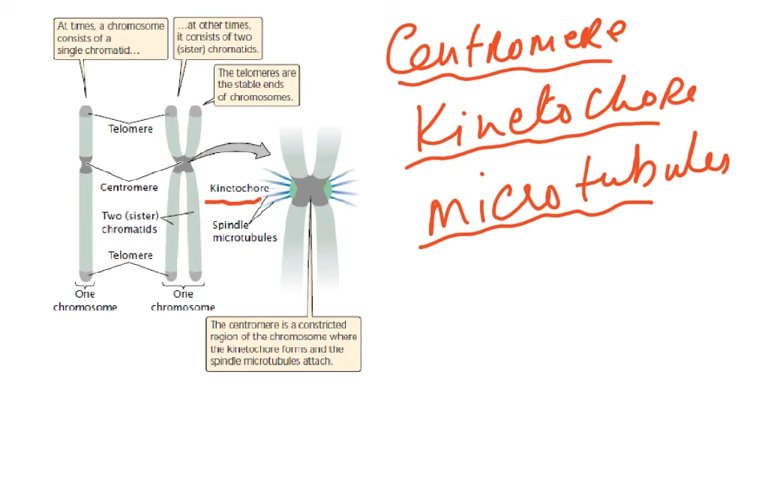 At times, a chromosome
consists of a
single chromatid...
...at other times,
it consists of two
(sister) chromatids.
The telomeres are
the stable ends
of chromosomes.
Telomere
Centromere
Two (sister)
chromatids
Telomere
One
chromosome
One
chromosome
Kinetochore
Spindle
microtubules
The centromere is a constricted
region of the chromosome where
the kinetochore forms and the
spindle microtubules attach.
Centromere
Kinetochore
microtubules